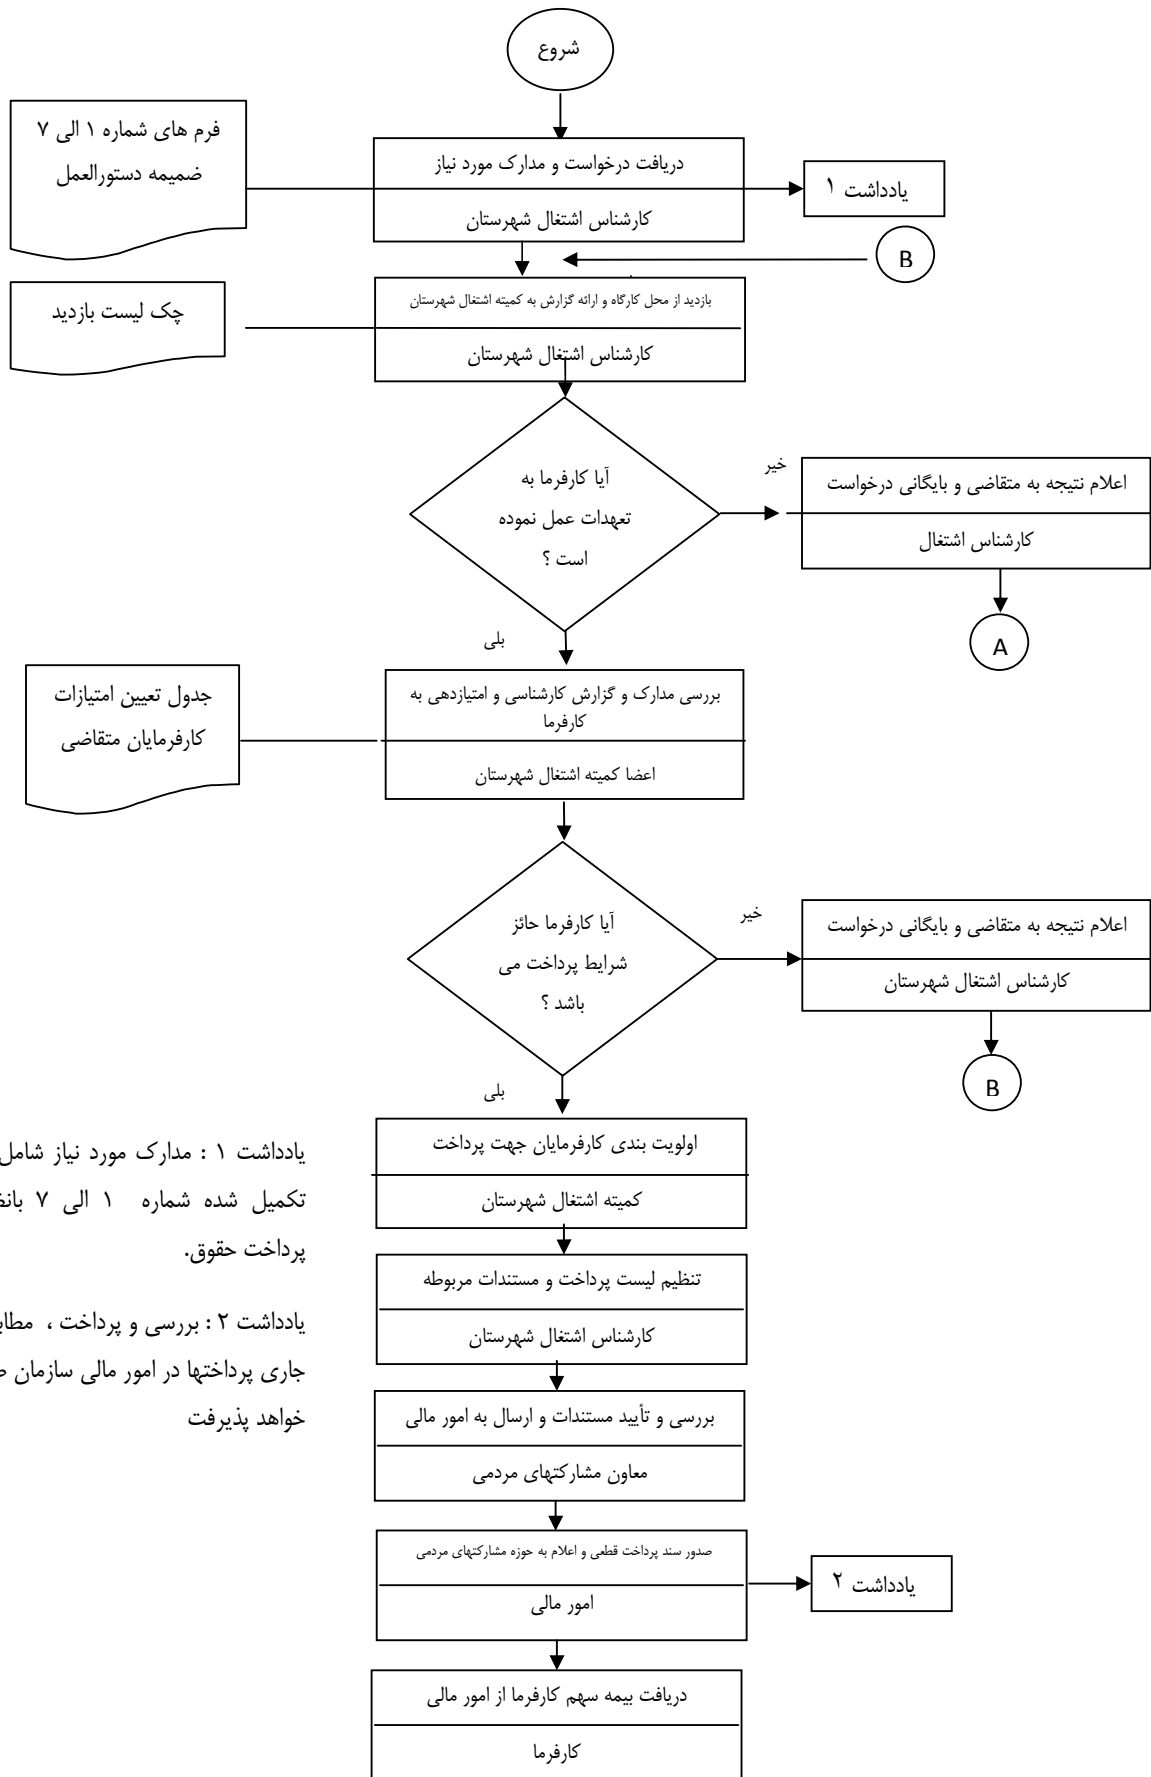 شروع
فرم های شماره ۱ الی ۷
ضمیمه دستورالعمل
دریافت درخواست و مدارک مورد نیاز
کارشناس اشتغال شهرستان
یادداشت ۱
B
چک لیست بازدید
بازدید از محل کارگاه و ارائه گزارش به کمیته اشتغال شهرستان
کارشناس اشتغال شهرستان
آیا کارفرما به
تعهدات عمل نموده
است ؟
خیر
اعلام نتیجه به متقاضی و بایگانی درخواست
کارشناس اشتغال
A
بلی
جدول تعیین امتیازات
کارفرمایان متقاضی
بررسی مدارک و گزارش کارشناسی و امتیازدهی به
کارفرما
اعضا کمیته اشتغال شهرستان
آیا کارفرما حائز
شرایط پرداخت می
باشد ؟
خیر
اعلام نتیجه به متقاضی و بایگانی درخواست
کارشناس اشتغال شهرستان
B
بلی
اولویت بندی کارفرمایان جهت پرداخت
کمیته اشتغال شهرستان
تنظیم لیست پرداخت و مستندات مربوطه
کارشناس اشتغال شهرستان
بررسی و تأیید مستندات و ارسال به امور مالی
معاون مشارکتهای مردمی
صدور سند پرداخت قطعی و اعلام به حوزه مشارکتهای مردمی
امور مالی
یادداشت ۲
دریافت بیمه سهم کارفرما از امور مالی
کارفرما
یادداشت ۱ : مدارک مورد نیاز شامل
تکمیل شده شماره ۱ الی ۷
پرداخت حقوق.
یادداشت ۲ : بررسی و پرداخت ،
جاری پرداختها در امور مالی سازمان
خواهد پذیرفت